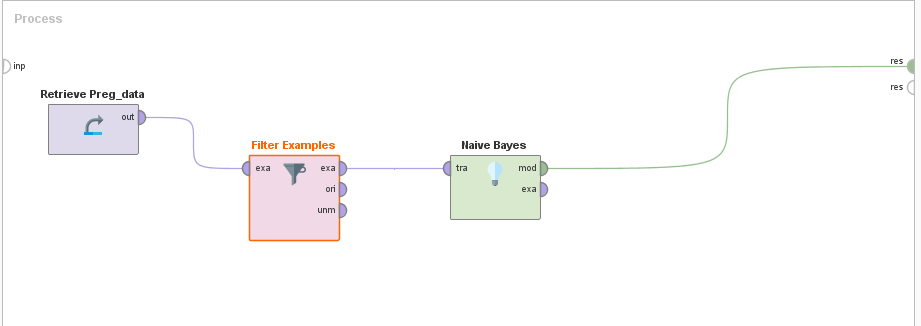 Process
inp
res
res
Retrieve Preg_data
out
Filter Examples
exa exa
ori
unm
Naive Bayes
tra mod
exa